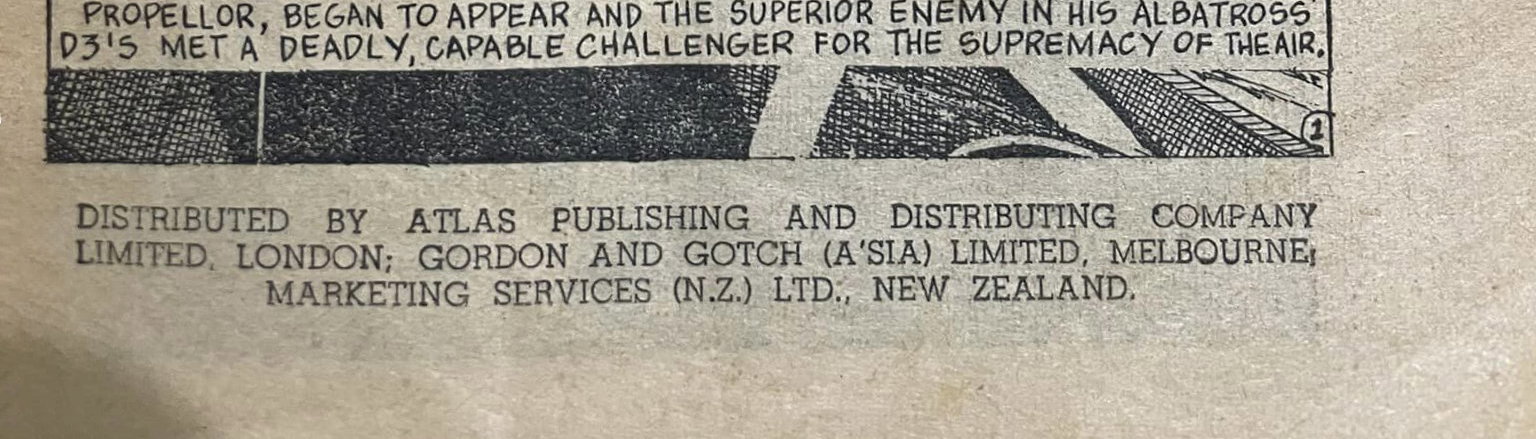 PROPELLOR, BEGAN TO APPEAR AND THE SUPERIOR ENEMY IN HIS ALBATROSS
D3'S MET A DEADLY, CAPABLE CHALLENGER FOR THE SUPREMACY OF THE AIR.
1
DISTRIBUTED BY ATLAS PUBLISHING AND DISTRIBUTING COMPANY
LIMITED, LONDON; GORDON AND GOTCH (A'SIA) LIMITED, MELBOURNE;
MARKETING SERVICES (N.Z.) LTD., NEW ZEALAND.